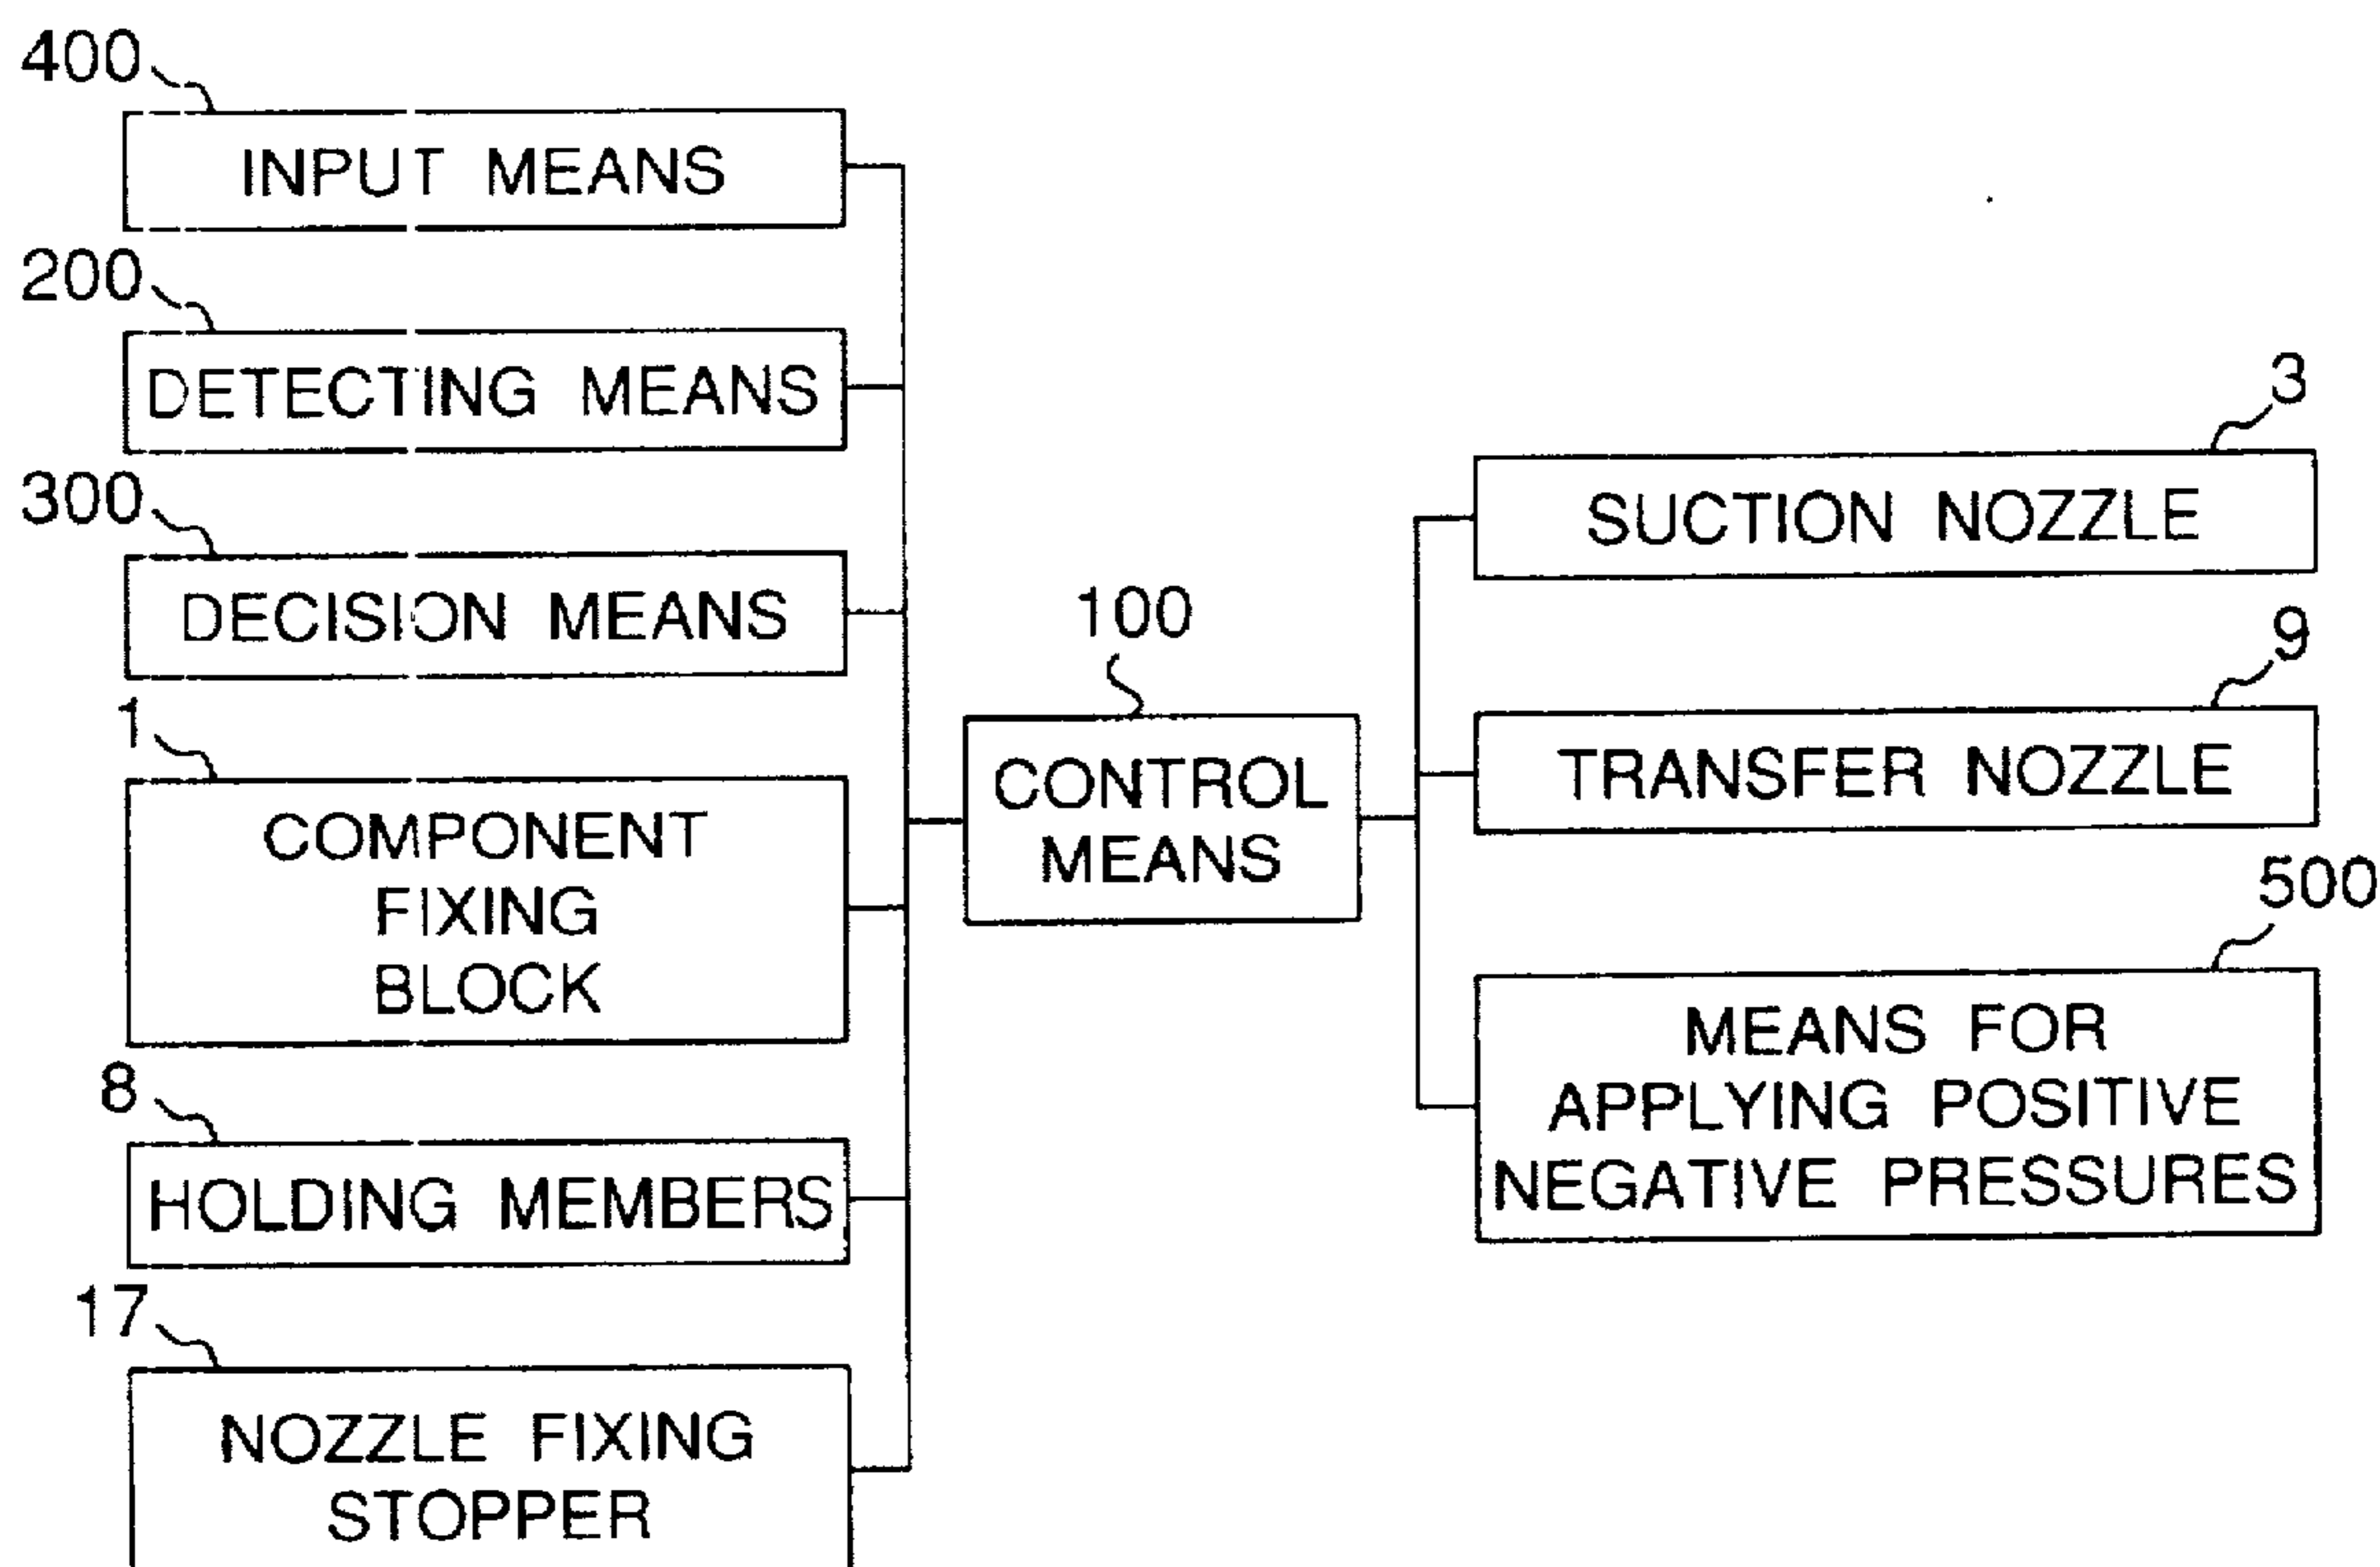 400
INPUT MEANS
200
DETECTING MEANS
300
DECISION MEANS
1
COMPONENT
FIXING
BLOCK
8
HOLDING MEMBERS
17
NOZZLE FIXING
STOPPER
100
CONTROL
MEANS
3
SUCTION NOZZLE
9
TRANSFER NOZZLE
500
MEANS FOR
APPLYING POSITIVE
NEGATIVE PRESSURES